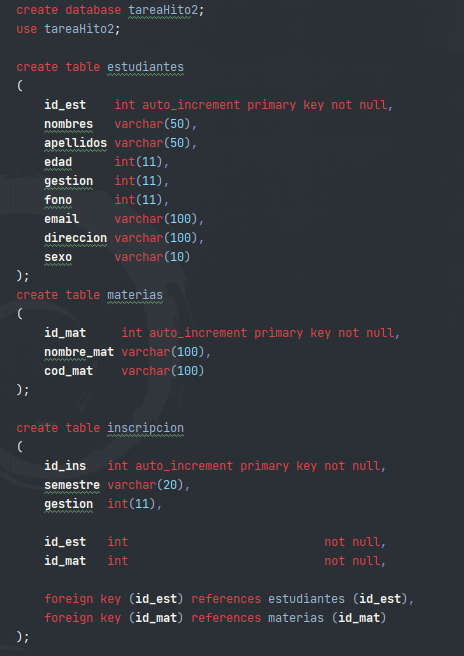 create database tareaHito2;
use tareaHito2;

create table estudiantes
(
    id_est    int auto_increment primary key not null,
    nombres   varchar(50),
    apellidos varchar(50),
    edad      int(11),
    gestion   int(11),
    fono      int(11),
    email     varchar(100),
    direccion varchar(100),
    sexo      varchar(10)
);
create table materias
(
    id_mat     int auto_increment primary key not null,
    nombre_mat varchar(100),
    cod_mat    varchar(100)
);

create table inscripcion
(
    id_ins   int auto_increment primary key not null,
    semestre varchar(20),
    gestion  int(11),

    id_est   int                            not null,
    id_mat   int                            not null,

    foreign key (id_est) references estudiantes (id_est),
    foreign key (id_mat) references materias (id_mat)
);